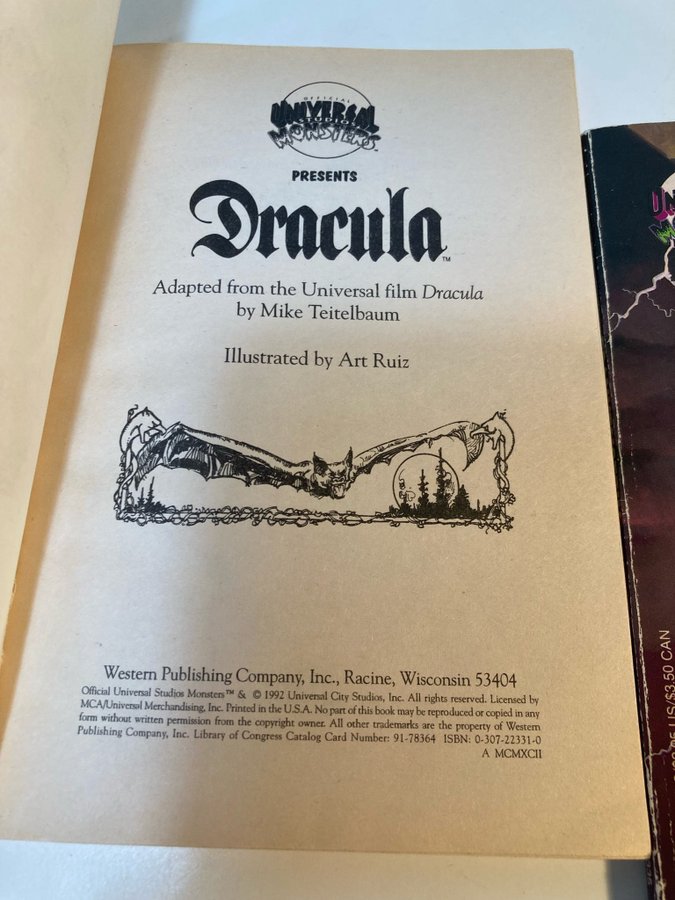 OFFICIAL
UNIVERSAL
STUDIOS
MONSTERS™
PRESENTS
Dracula™
Adapted from the Universal film Dracula
by Mike Teitelbaum
Illustrated by Art Ruiz
Western Publishing Company, Inc., Racine, Wisconsin 53404
Official Universal Studios Monsters™ & © 1992 Universal City Studios, Inc. All rights reserved. Licensed by
MCA/Universal Merchandising, Inc. Printed in the U.S.A. No part of this book may be reproduced or copied in any
form without written permission from the copyright owner. All other trademarks are the property of Western
Publishing Company, Inc. Library of Congress Catalog Card Number: 91-78364 ISBN: 0-307-22331-0
A MCMXCII
US/$3.50 CAN